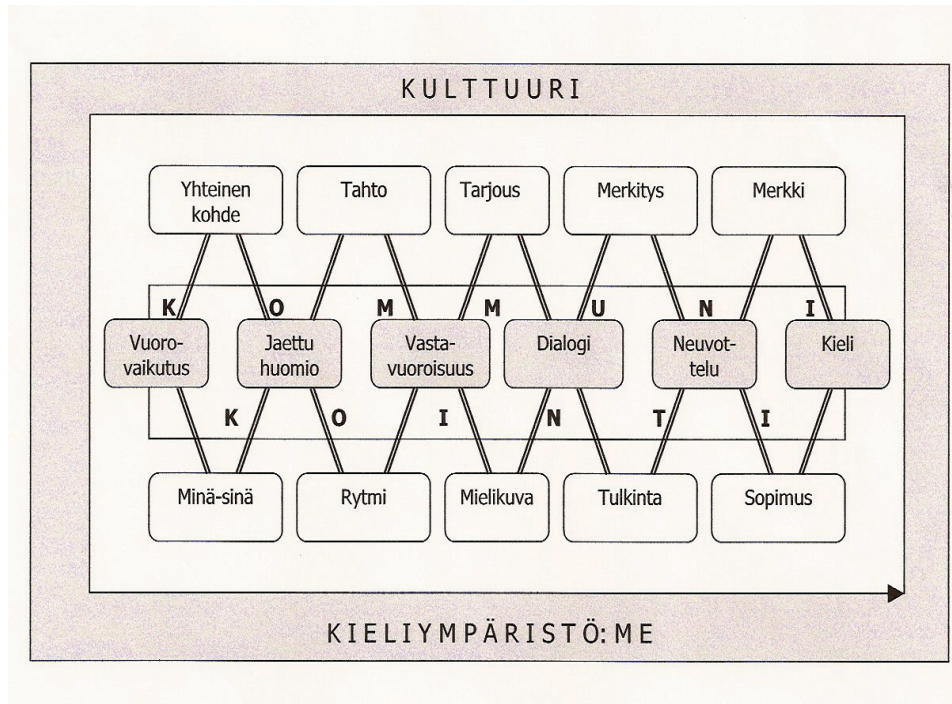 KULTTUURI
Yhteinen
kohde
Tahto
Tarjous
Merkitys
Merkki
K O M M U N I
Vuoro-
vaikutus
Jaettu
huomio
Vasta-
vuoroisuus
Dialogi
Neuvot-
telu
Kieli
K O I N T I
Minä-sinä
Rytmi
Mielikuva
Tulkinta
Sopimus
KIELIYMPÄRISTÖ:ME